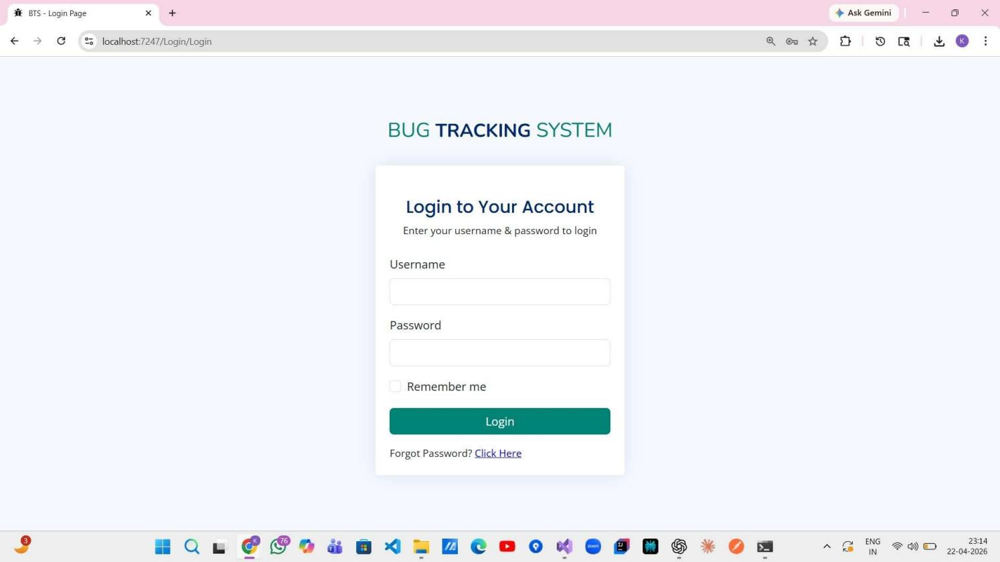 BTS - Login Page
Ask Gemini
localhost:7247/Login/Login
K
BUG TRACKING SYSTEM
Login to Your Account
Enter your username & password to login
Username
Password
Remember me
Login
Forgot Password? Click Here
3
K
76
zoom
ENG
IN
23:14
22-04-2026